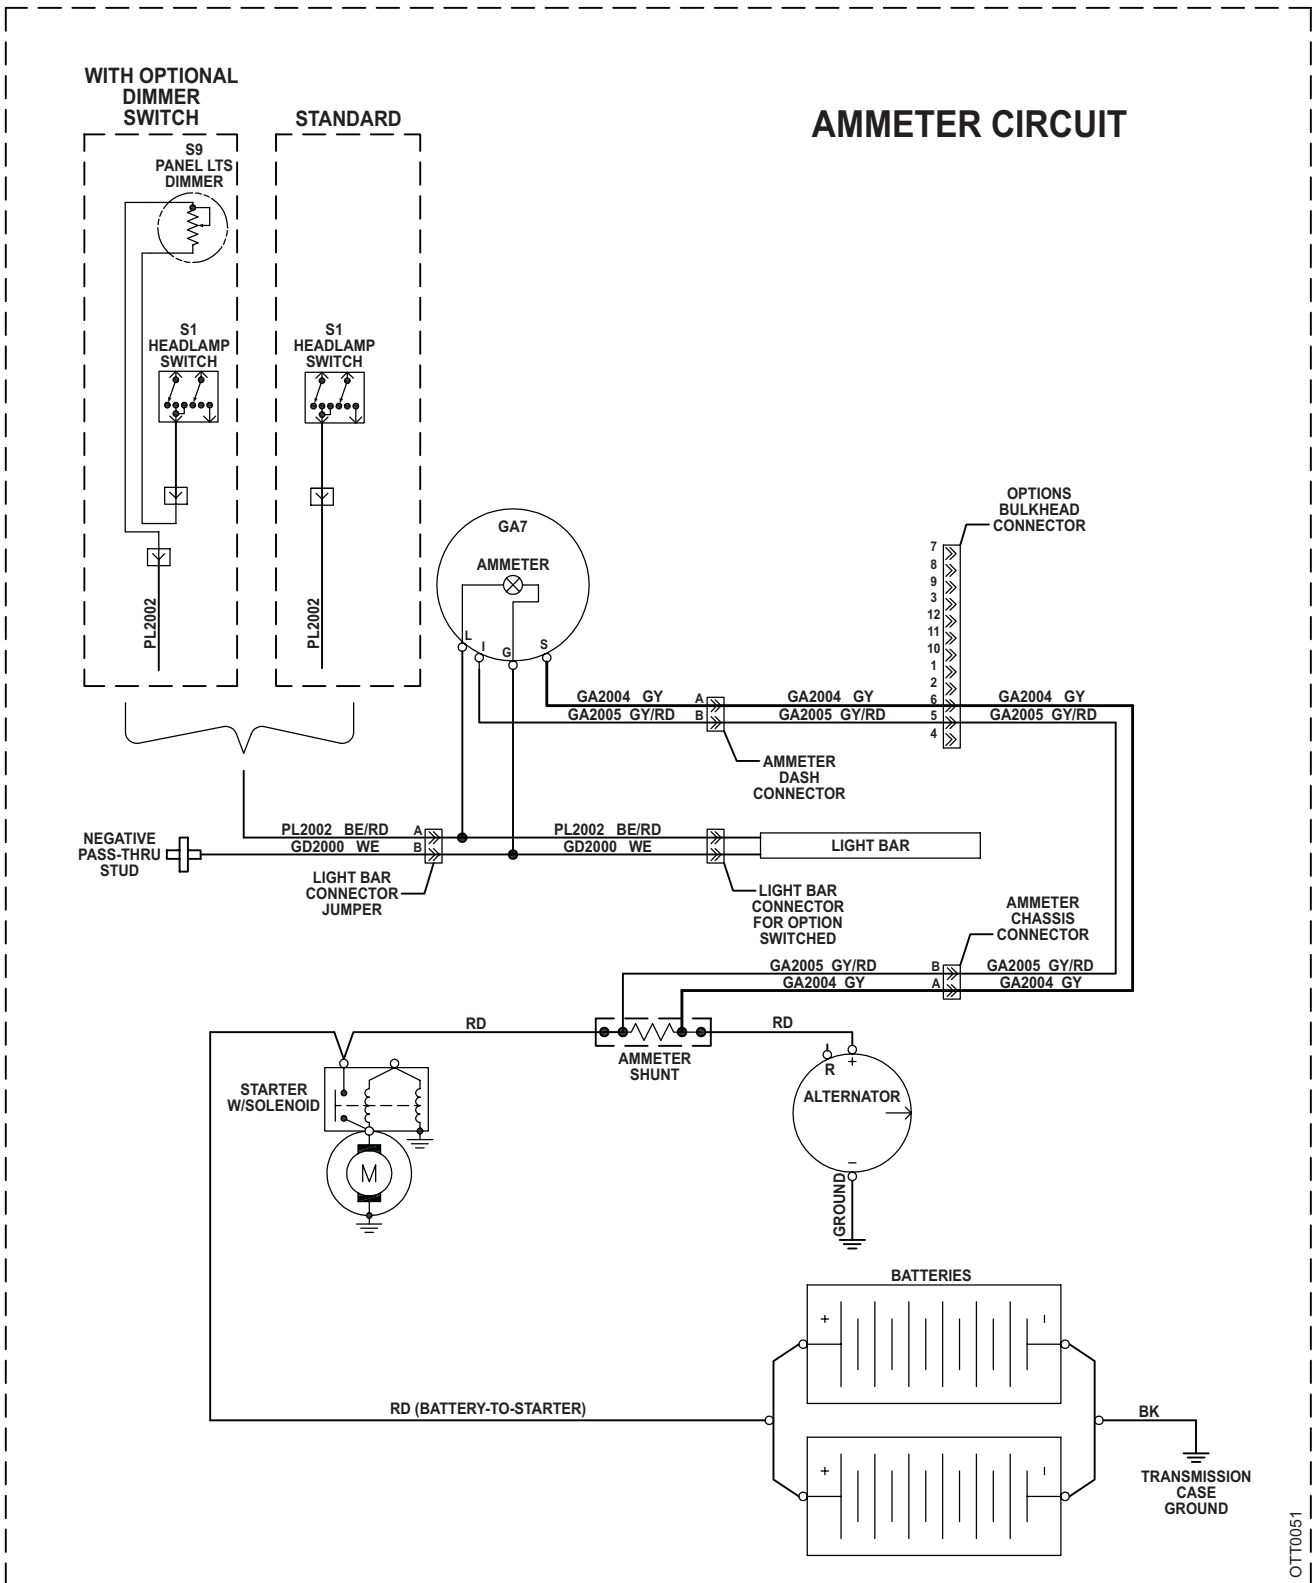 AMMETER CIRCUIT
WITH OPTIONAL
DIMMER
SWITCH
S9
PANEL LTS
DIMMER
S1
HEADLAMP
SWITCH
PL2002
STANDARD
S1
HEADLAMP
SWITCH
PL2002
GA7
AMMETER
L
I
G
S
OPTIONS
BULKHEAD
CONNECTOR
7
8
9
3
12
11
10
1
2
6
5
4
GA2004 GY
A
GA2004 GY
GA2004 GY
GA2005 GY/RD
B
GA2005 GY/RD
GA2005 GY/RD
AMMETER
DASH
CONNECTOR
NEGATIVE
PASS-THRU
STUD
PL2002 BE/RD
A
PL2002 BE/RD
GD2000 WE
B
GD2000 WE
LIGHT BAR
LIGHT BAR
CONNECTOR
JUMPER
LIGHT BAR
CONNECTOR
FOR OPTION
SWITCHED
AMMETER
CHASSIS
CONNECTOR
GA2005 GY/RD
B
GA2005 GY/RD
GA2004 GY
A
GA2004 GY
RD
RD
AMMETER
SHUNT
STARTER
W/SOLENOID
M
R
+
ALTERNATOR
–
GROUND
BATTERIES
+
–
RD (BATTERY-TO-STARTER)
BK
+
–
TRANSMISSION
CASE
GROUND
OTT0051